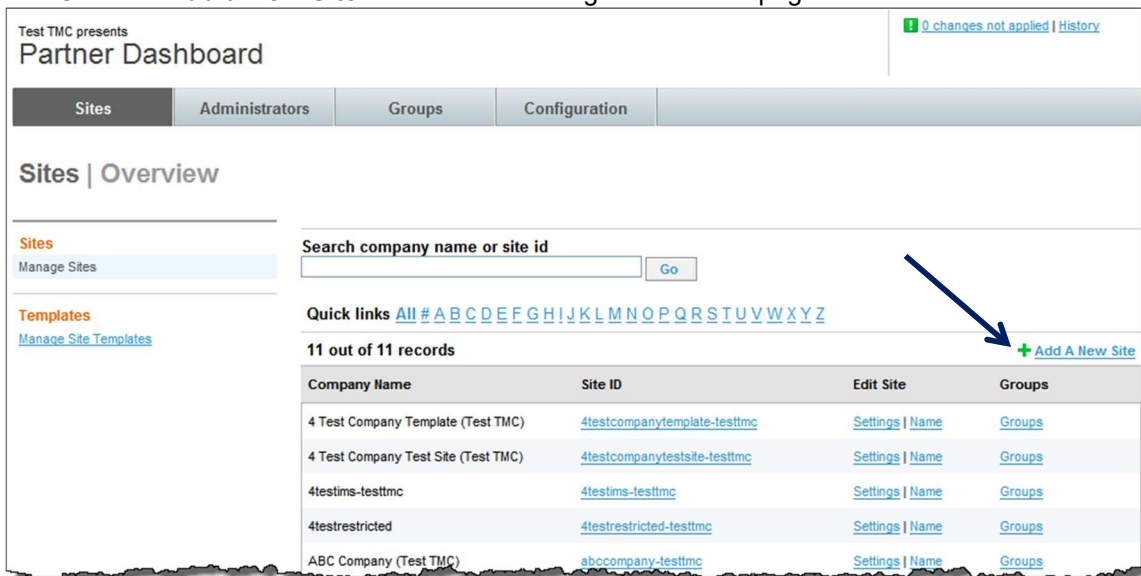 Test TMC presents
Partner Dashboard
0 changes not applied | History
Sites Administrators Groups Configuration
Sites | Overview
Sites
Manage Sites
Templates
Manage Site Templates
Search company name or site id
Go
Quick links All # A B C D E F G H I J K L M N O P Q R S T U V W X Y Z
11 out of 11 records
Add A New Site
Company Name Site ID Edit Site Groups
4 Test Company Template (Test TMC) 4testcompanytemplate-testtmc Settings | Name Groups
4 Test Company Test Site (Test TMC) 4testcompanytestsite-testtmc Settings | Name Groups
4testims-testtmc 4testims-testtmc Settings | Name Groups
4testrestricted 4testrestricted-testtmc Settings | Name Groups
ABC Company (Test TMC) abccompany-testtmc Settings | Name Groups